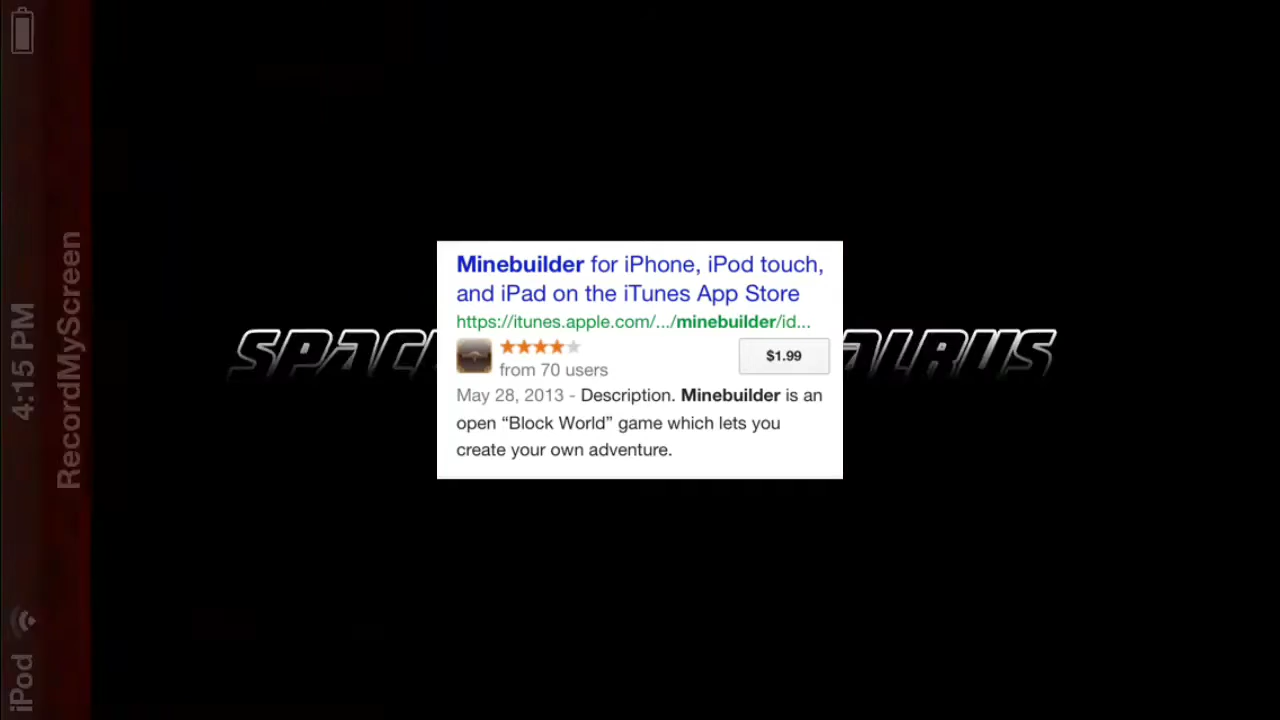 iPod
4:15 PM
RecordMyScreen
Minebuilder for iPhone, iPod touch,
and iPad on the iTunes App Store
https://itunes.apple.com/.../minebuilder/id...
from 70 users
$1.99
May 28, 2013 - Description. Minebuilder is an
open “Block World” game which lets you
create your own adventure.